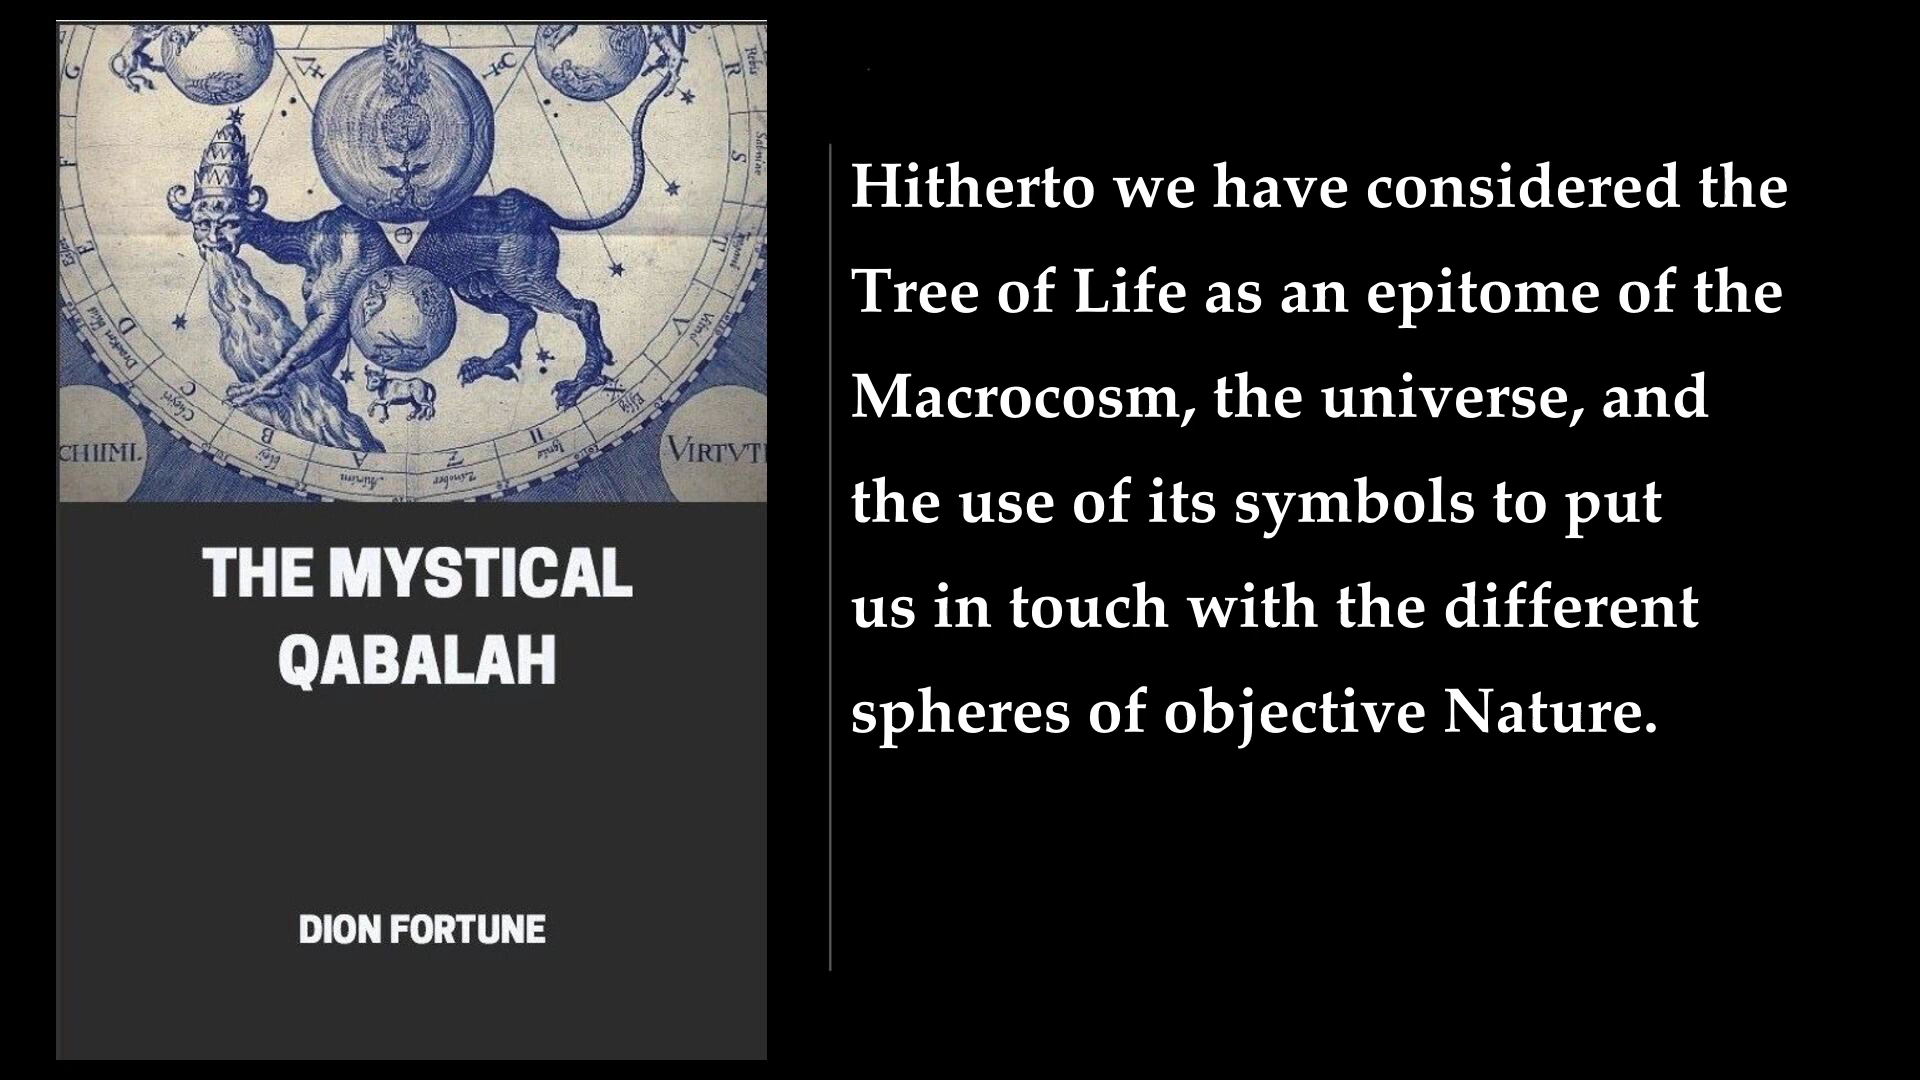 THE MYSTICAL
QABALAH
DION FORTUNE
CHIIMI.
VIRTVTI
Hitherto we have considered the
Tree of Life as an epitome of the
Macrocosm, the universe, and
the use of its symbols to put
us in touch with the different
spheres of objective Nature.